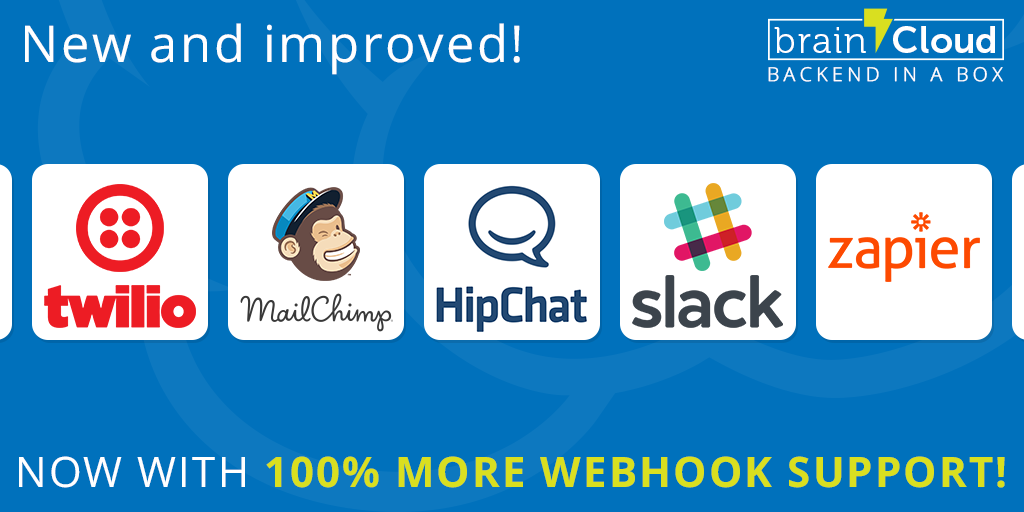 New and improved!
brainCloud
BACKEND IN A BOX
twilio
MailChimp
HipChat
slack
zapier
NOW WITH 100% MORE WEBHOOK SUPPORT!